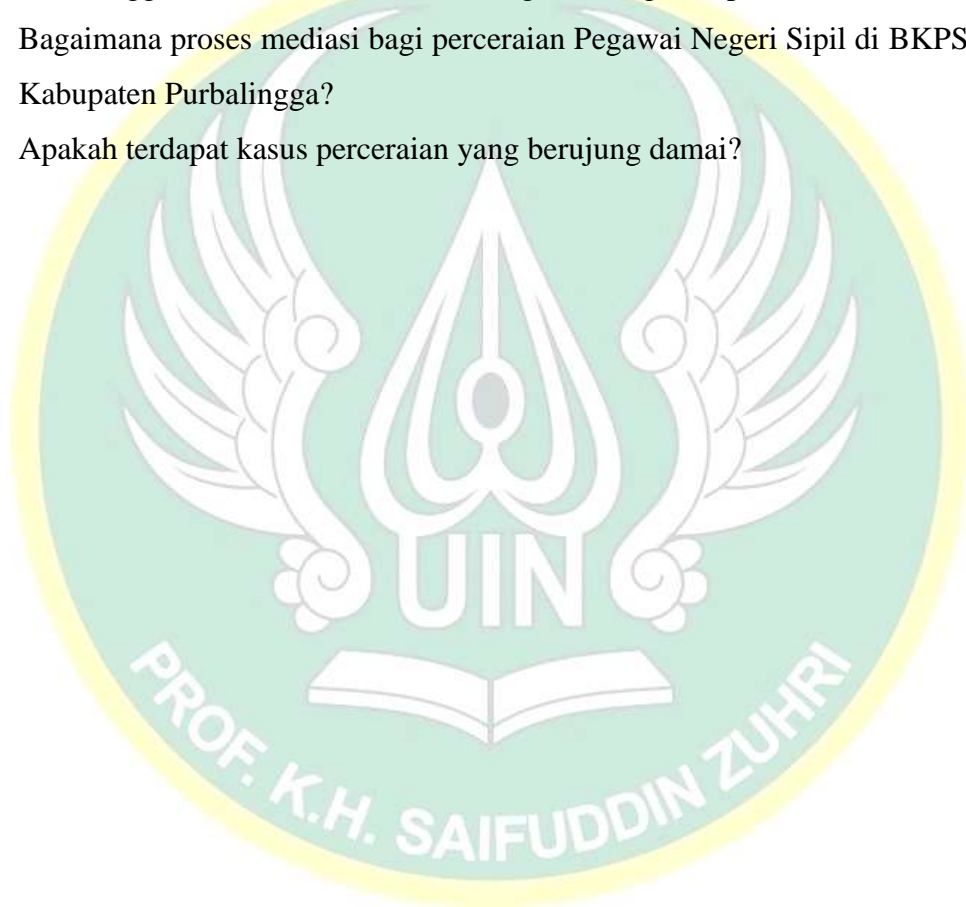 Bagaimana proses mediasi bagi perceraian Pegawai Negeri Sipil di BKPS
Kabupaten Purbalingga?
Apakah terdapat kasus perceraian yang berujung damai?
UIN
PROF. K.H. SAIFUDDIN ZUHRI